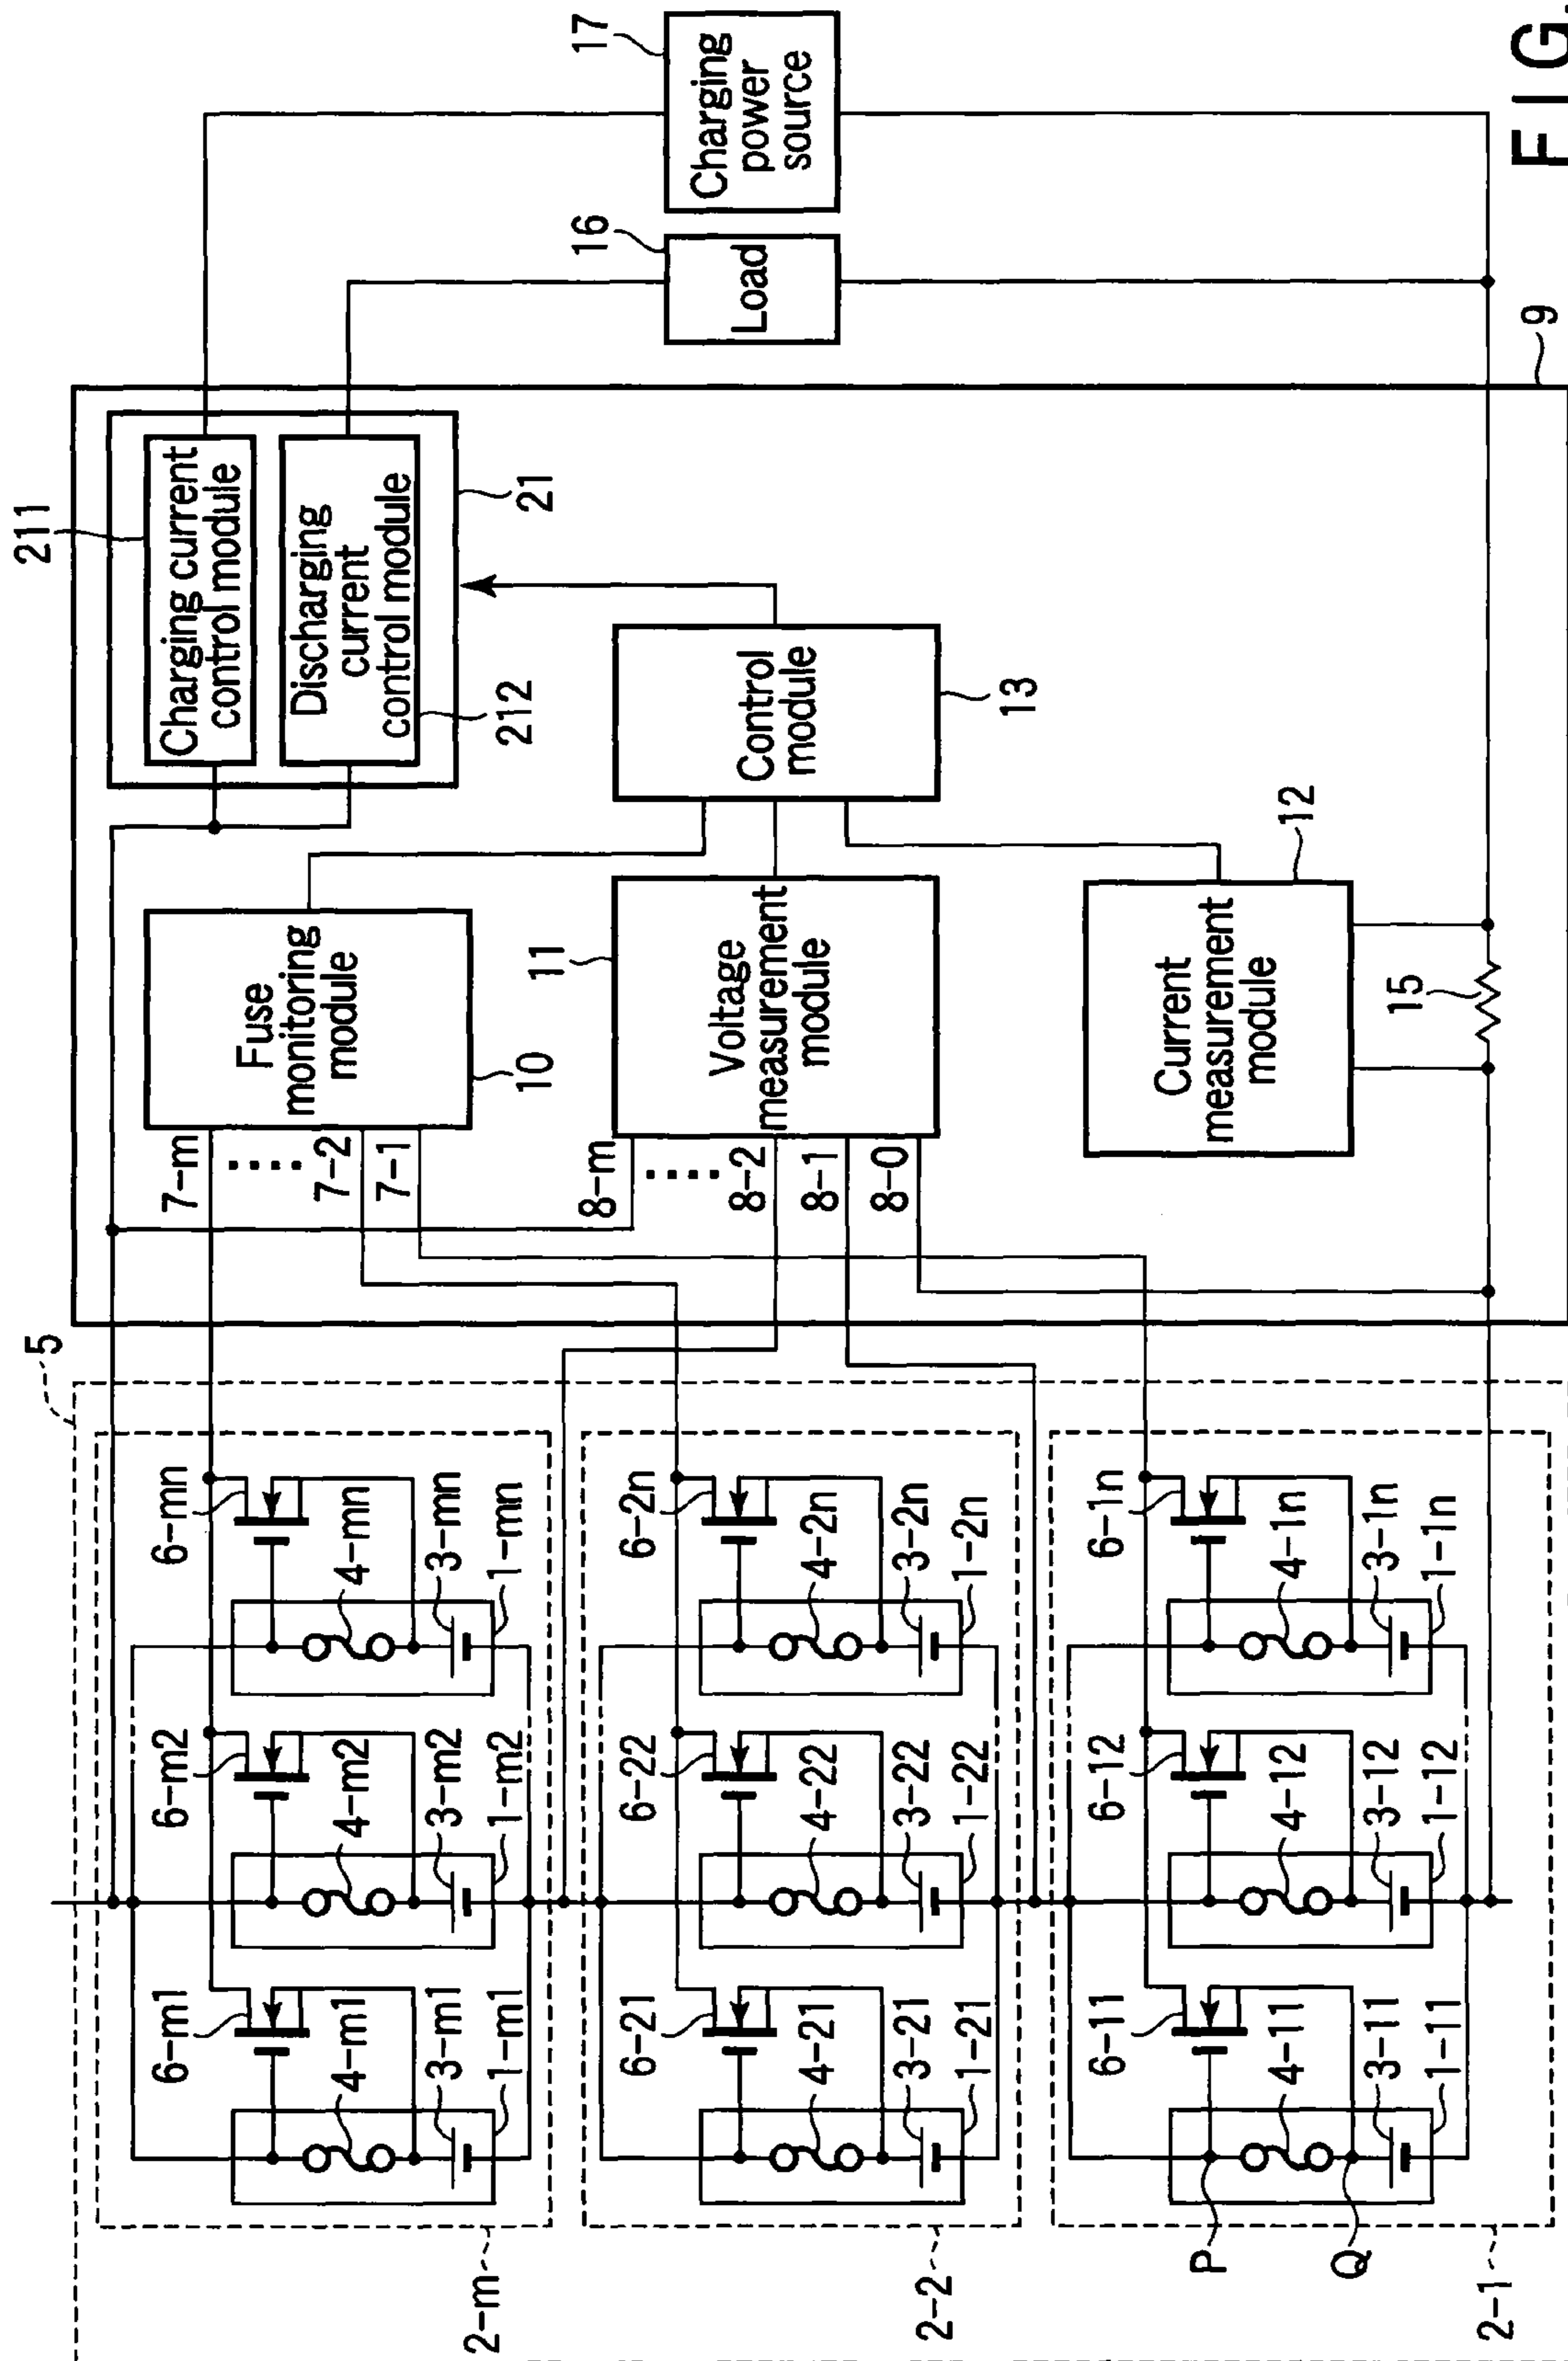 FIG.
5
9
211
Charging current
control module
Discharging
current
control module
21
212
17
Charging
power
source
16
Load
Fuse
monitoring
module
10
7-m
7-2
7-1
11
Voltage
measurement
module
8-m
8-2
8-1
8-0
Control
module
13
12
Current
measurement
module
15
6-m1
6-m2
6-mn
4-m1
4-m2
4-mn
3-m1
3-m2
3-mn
1-m1
1-m2
1-mn
2-m
6-21
6-22
6-2n
4-21
4-22
4-2n
3-21
3-22
3-2n
1-21
1-22
1-2n
2-2
6-11
6-12
6-1n
4-11
4-12
4-1n
3-11
3-12
3-1n
1-11
1-12
1-1n
P
Q
2-1